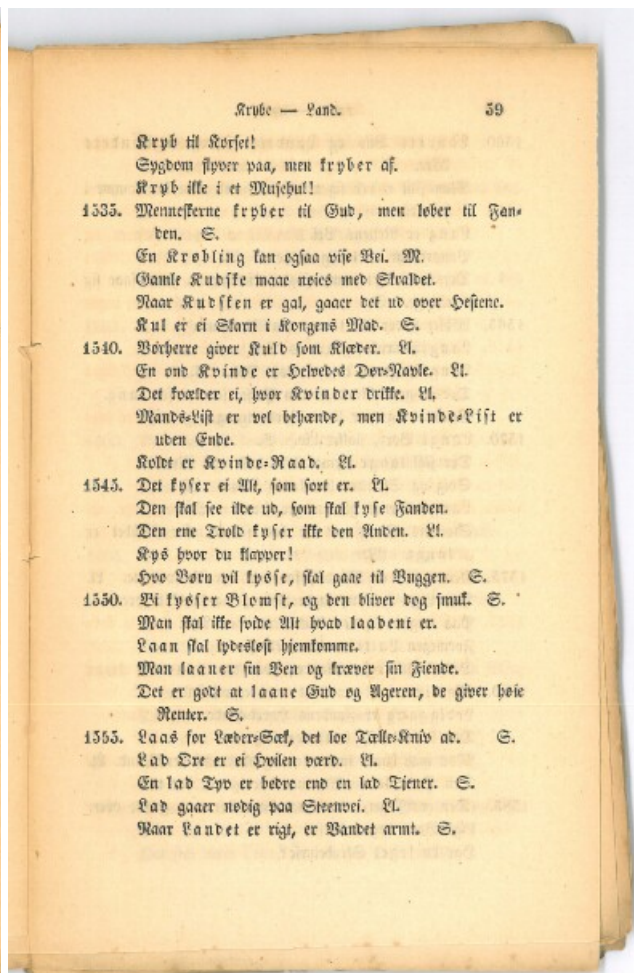 Krybe — Land. 59
Kryb til Korset!
Sygdom flyver paa, men kryber af.
Kryb ikke i et Musehul!
1535. Menneskerne kryber til Gud, men løber til Fan-
den. S.
En Krøbling kan ogsaa vise Vei. M.
Gamle Kudske maae nøies med Skraldet.
Naar Kudsken er gal, gaaer det ud over Hestene.
Kul er ei Skarn i Kongens Mad. S.
1540. Vorherre giver Kuld som Klæder. Ll.
En ond Kvinde er Helvedes Dør-Navle. Ll.
Det kvælder ei, hvor Kvinder drikke. Ll.
Mands-List er vel behænde, men Kvinde-List er
uden Ende.
Koldt er Kvinde-Raad. Ll.
1545. Det kyser ei Alt, som sort er. Ll.
Den skal see ilde ud, som skal kyse Fanden.
Den ene Trold kyser ikke den Anden. Ll.
Kys hvor du klapper!
Hvo Børn vil kysse, skal gaae til Vuggen. S.
1550. Bi kysser Blomst, og den bliver dog smuk. S.
Man skal ikke svide Alt hvad laadent er.
Laan skal lydesløst hjemkomme.
Man laaner sin Ven og kræver sin Fiende.
Det er godt at laane Gud og Ageren, de giver høie
Renter. S.
1555. Laas for Læder-Sæk, det loe Tælle-Kniv ad. S.
Lad Ore er ei Hvilen værd. Ll.
En lad Tyv er bedre end en lad Tjener. S.
Lad gaaer nødig paa Steenvei. Ll.
Naar Landet er rigt, er Vandet armt. S.